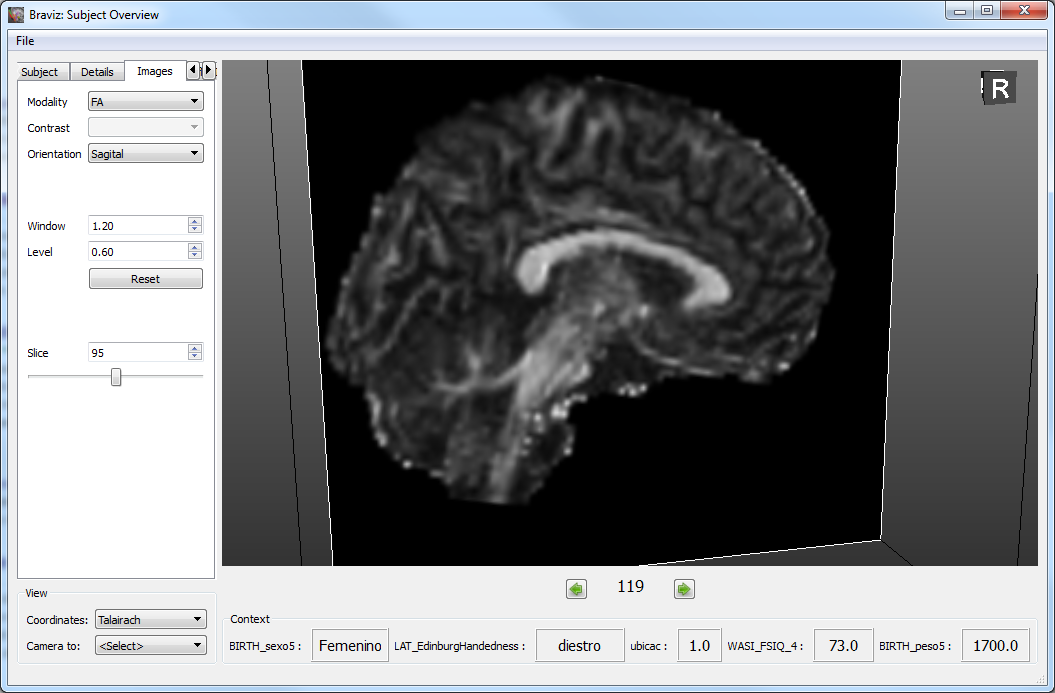 Braviz: Subject Overview
File
Subject Details Images
Modality FA
Contrast
Orientation Sagital
Window 1.20
Level 0.60
Reset
Slice 95
R
119
View
Coordinates: Talairach
Camera to: <Select>
Context
BIRTH_sexo5 : Femenino LAT_EdinburgHandedness : diestro ubicac : 1.0 WASI_FSIQ_4 : 73.0 BIRTH_peso5 : 1700.0